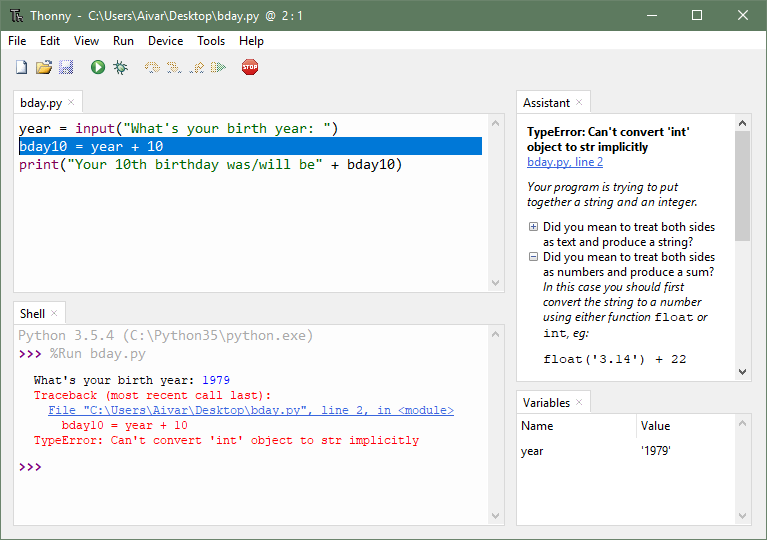 Thonny - C:\Users\Aivar\Desktop\bday.py @ 2 : 1
File Edit View Run Device Tools Help
STOP
bday.py
year = input("What's your birth year: ")
bday10 = year + 10
print("Your 10th birthday was/will be" + bday10)
Shell
Python 3.5.4 (C:\Python35\python.exe)
>>> %Run bday.py
What's your birth year: 1979
Traceback (most recent call last):
File "C:\Users\Aivar\Desktop\bday.py", line 2, in <module>
bday10 = year + 10
TypeError: Can't convert 'int' object to str implicitly
>>>
Assistant
TypeError: Can't convert 'int'
object to str implicitly
bday.py, line 2
Your program is trying to put
together a string and an integer.
Did you mean to treat both sides
as text and produce a string?
Did you mean to treat both sides
as numbers and produce a sum?
In this case you should first
convert the string to a number
using either function float or
int, eg:
float('3.14') + 22
Variables
Name Value
year '1979'